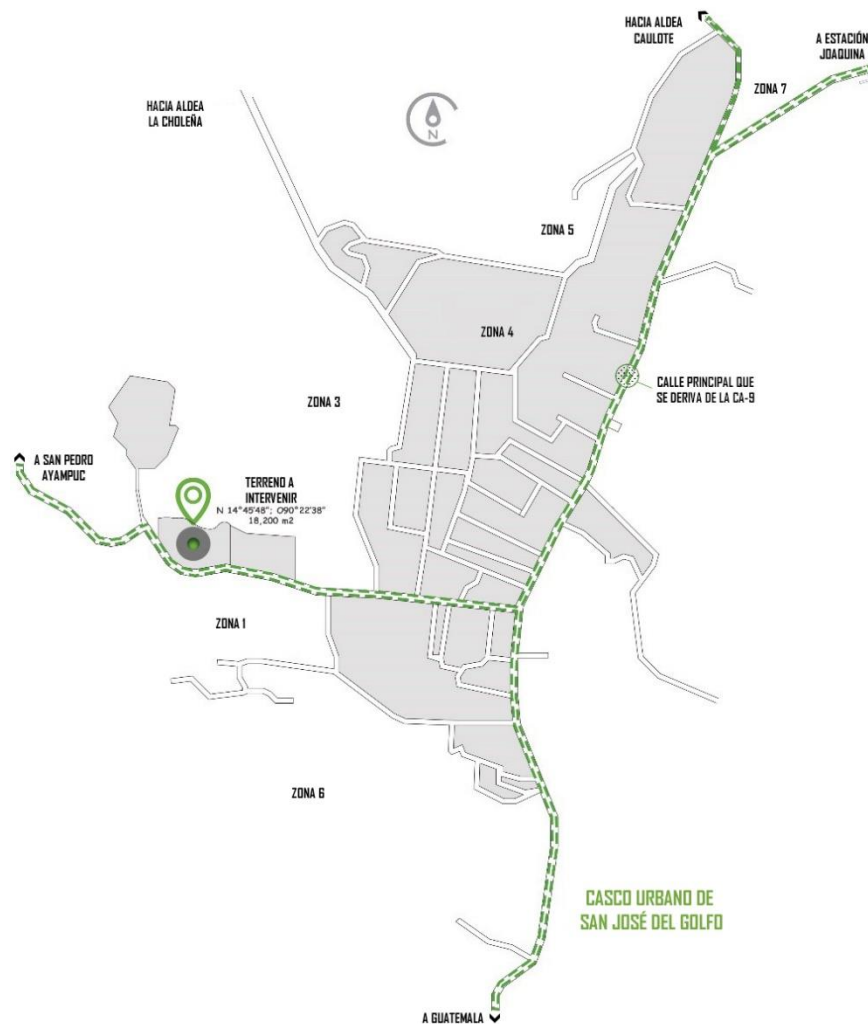 HACIA ALDEA
CAULOTE
A ESTACIÓN
JOAQUINA
ZONA 7
HACIA ALDEA
LA CHOLEÑA
N
ZONA 5
ZONA 4
CALLE PRINCIPAL QUE
SE DERIVA DE LA CA-9
ZONA 3
A SAN PEDRO
AYAMPUC
TERRENO A
INTERVENIR
N 14°45'48"; O90°22'38"
18,200 m2
ZONA 1
ZONA 6
CASCO URBANO DE
SAN JOSÉ DEL GOLFO
A GUATEMALA